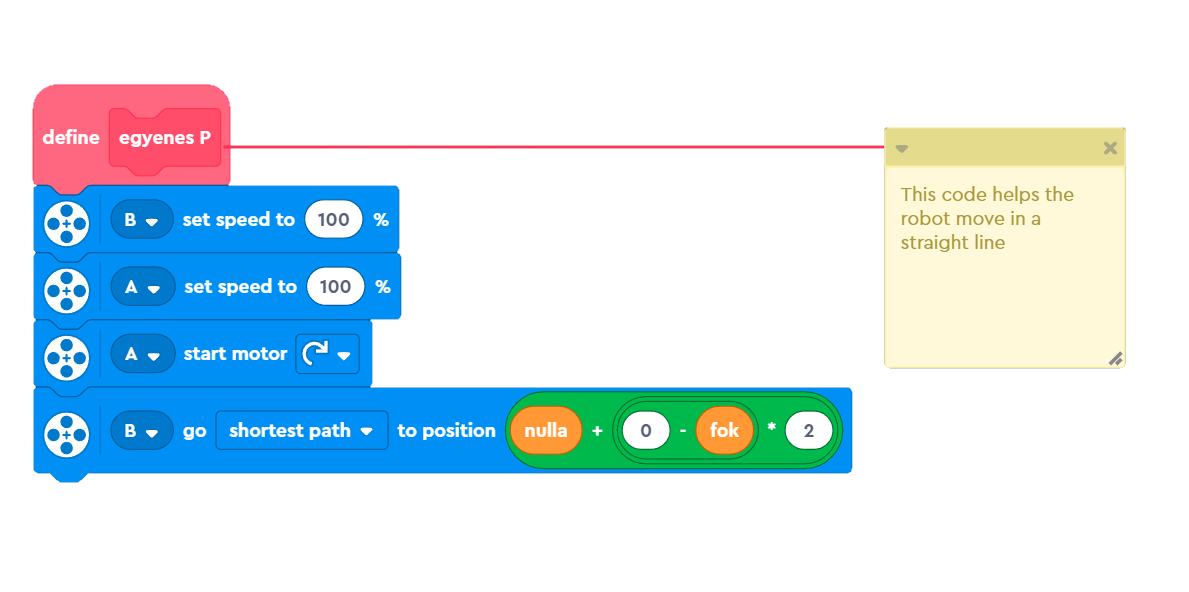 define egyenes P
B set speed to 100 %
A set speed to 100 %
A start motor
B go shortest path to position nulla + 0 - fok * 2
This code helps the
robot move in a
straight line